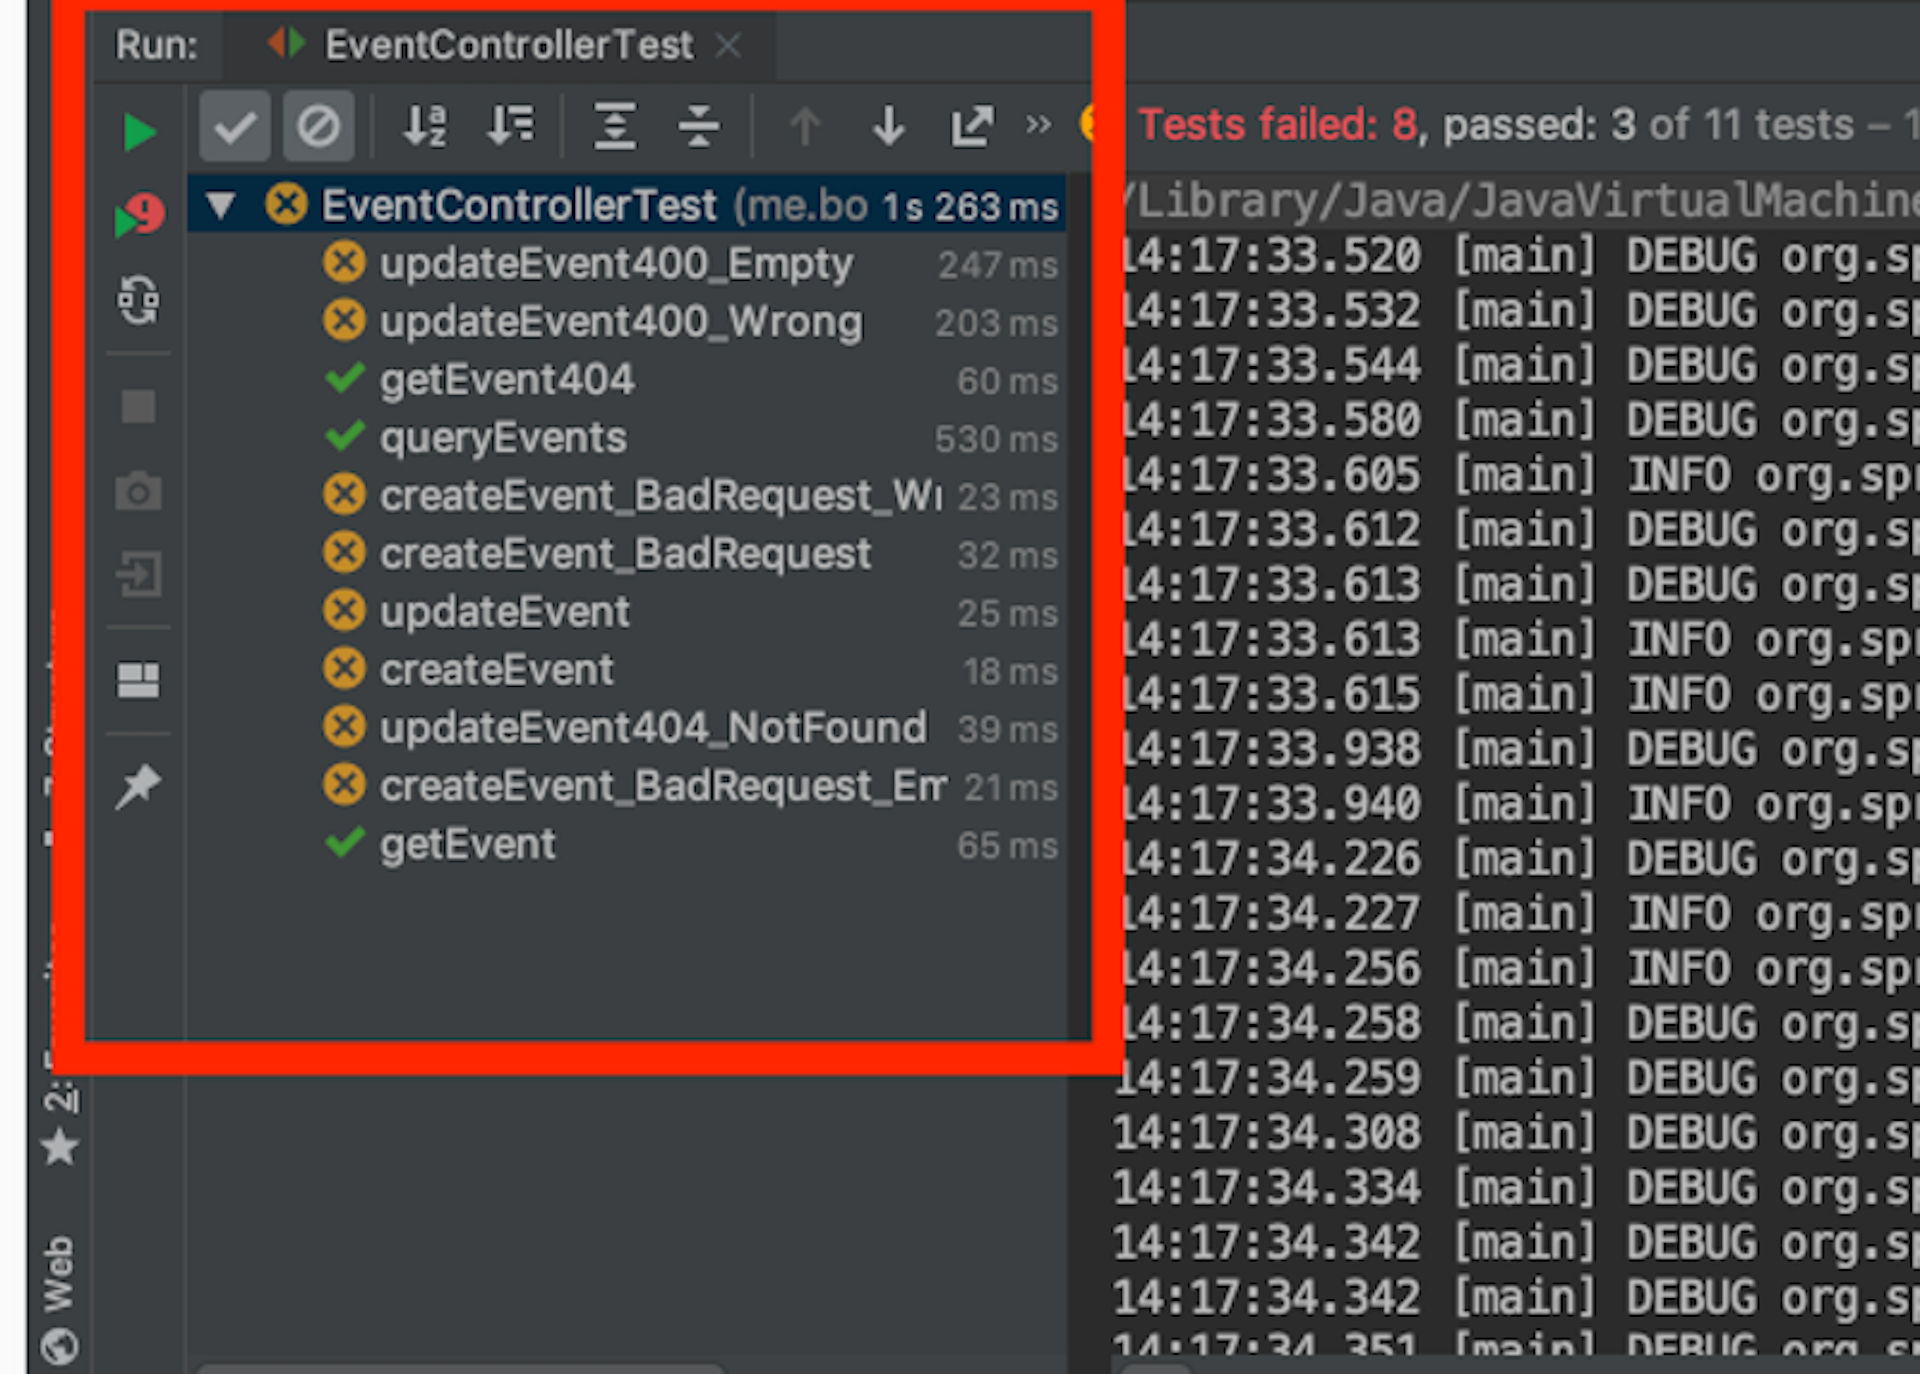 Run: EventControllerTest
Tests failed: 8, passed: 3 of 11 tests –
EventControllerTest (me.bo 1s 263 ms
updateEvent400_Empty 247 ms
updateEvent400_Wrong 203 ms
getEvent404 60 ms
queryEvents 530 ms
createEvent_BadRequest_Wr 23 ms
createEvent_BadRequest 32 ms
updateEvent 25 ms
createEvent 18 ms
updateEvent404_NotFound 39 ms
createEvent_BadRequest_Em 21 ms
getEvent 65 ms
/Library/Java/JavaVirtualMachine
14:17:33.520 [main] DEBUG org.sp
14:17:33.532 [main] DEBUG org.sp
14:17:33.544 [main] DEBUG org.sp
14:17:33.580 [main] DEBUG org.sp
14:17:33.605 [main] INFO org.spr
14:17:33.612 [main] DEBUG org.sp
14:17:33.613 [main] DEBUG org.sp
14:17:33.613 [main] INFO org.spr
14:17:33.615 [main] INFO org.spr
14:17:33.938 [main] DEBUG org.sp
14:17:33.940 [main] INFO org.spr
14:17:34.226 [main] DEBUG org.sp
14:17:34.227 [main] INFO org.spr
14:17:34.256 [main] INFO org.spr
14:17:34.258 [main] DEBUG org.sp
14:17:34.259 [main] DEBUG org.sp
14:17:34.308 [main] DEBUG org.sp
14:17:34.334 [main] DEBUG org.sp
14:17:34.342 [main] DEBUG org.sp
14:17:34.342 [main] DEBUG org.sp
14:17:34.351 [main] DEBUG org.sp
2:
Web